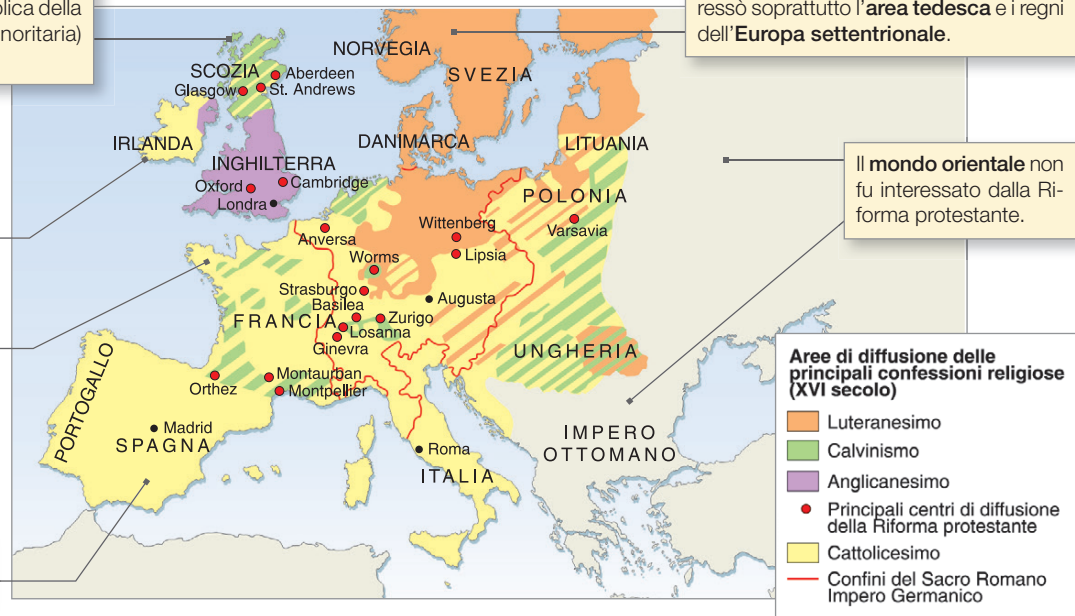 olica della
noritaria)
ressò soprattutto l'area tedesca e i regni
dell'Europa settentrionale.
Il mondo orientale non
fu interessato dalla Ri-
forma protestante.
NORVEGIA
SVEZIA
SCOZIA
Aberdeen
Glasgow
St. Andrews
IRLANDA
DANIMARCA
LITUANIA
INGHILTERRA
Oxford
Cambridge
Londra
POLONIA
Varsavia
Anversa
Wittenberg
Lipsia
Worms
Strasburgo
Basilea
Augusta
FRANCIA
Zurigo
Losanna
Ginevra
UNGHERIA
Orthez
Montauban
Montpellier
PORTOGALLO
Madrid
SPAGNA
Roma
ITALIA
IMPERO
OTTOMANO
Aree di diffusione delle
principali confessioni religiose
(XVI secolo)
Luteranesimo
Calvinismo
Anglicanesimo
Principali centri di diffusione
della Riforma protestante
Cattolicesimo
Confini del Sacro Romano
Impero Germanico